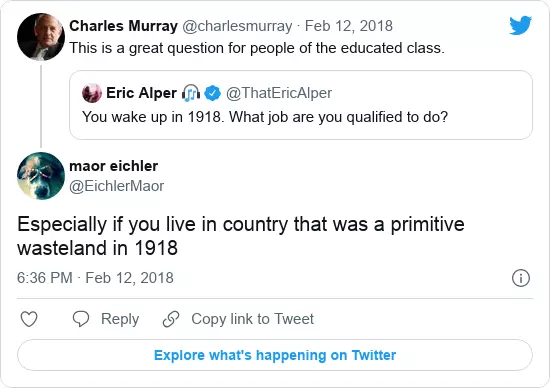 Charles Murray @charlesmurray · Feb 12, 2018
This is a great question for people of the educated class.
Eric Alper 🎧 @ThatEricAlper
You wake up in 1918. What job are you qualified to do?
maor eichler
@EichlerMaor
Especially if you live in country that was a primitive
wasteland in 1918
6:36 PM · Feb 12, 2018
Reply Copy link to Tweet
Explore what's happening on Twitter